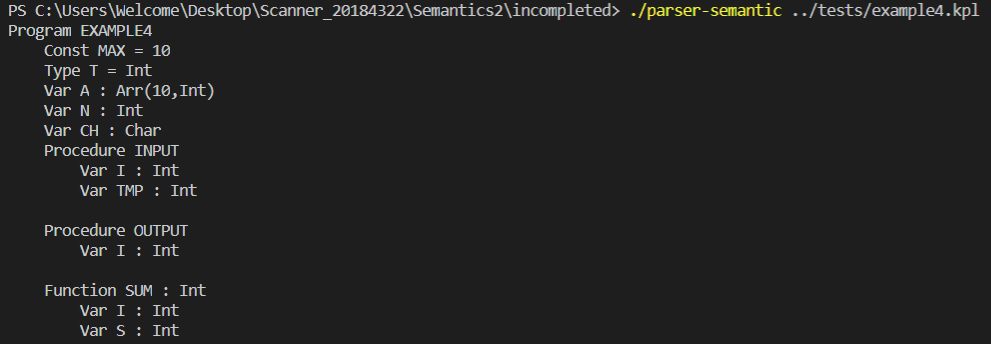 PS C:\Users\Welcome\Desktop\Scanner_20184322\Semantics2\incompleted> ./parser-semantic ../tests/example4.kpl
Program EXAMPLE4
    Const MAX = 10
    Type T = Int
    Var A : Arr(10,Int)
    Var N : Int
    Var CH : Char
    Procedure INPUT
        Var I : Int
        Var TMP : Int

    Procedure OUTPUT
        Var I : Int

    Function SUM : Int
        Var I : Int
        Var S : Int